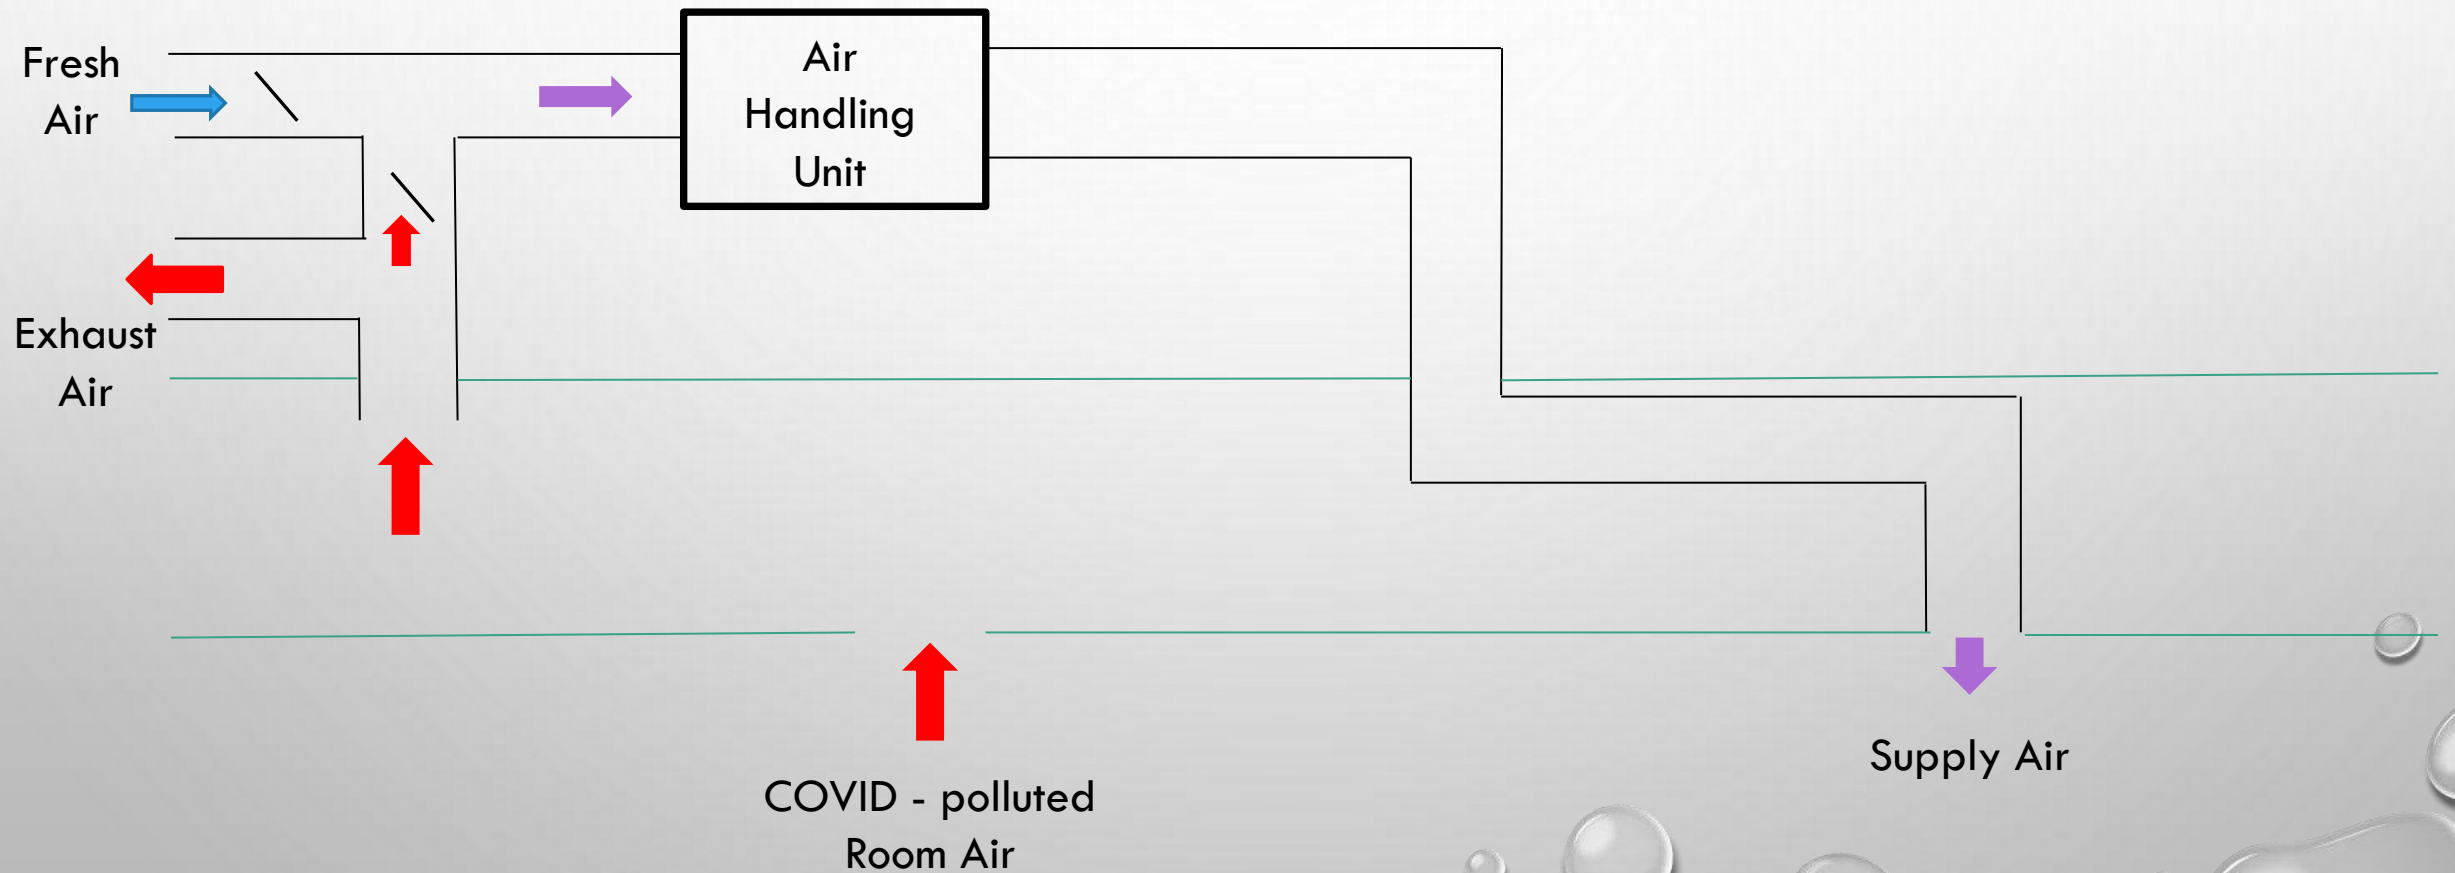 Fresh
Air
Air
Handling
Unit
Exhaust
Air
Supply Air
COVID - polluted
Room Air